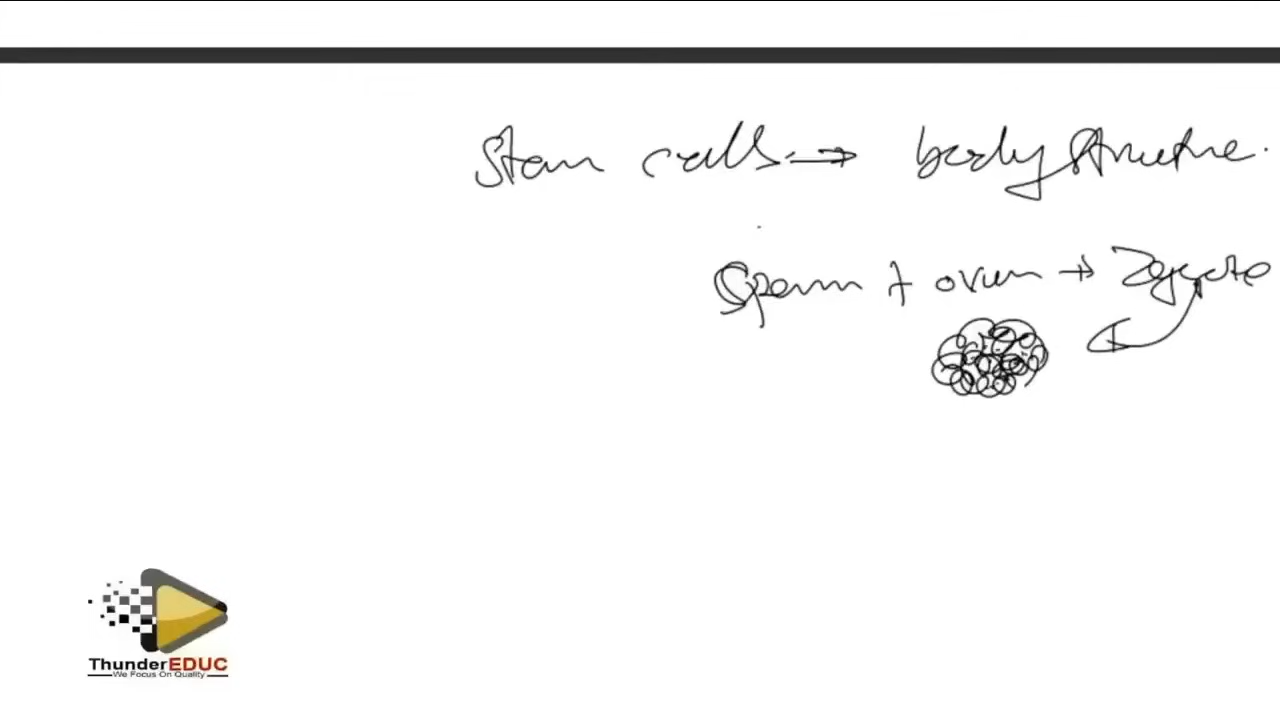 Stem cells → body structure.
Sperm + ovum → Zygote
ThunderEDUC
We Focus On Quality